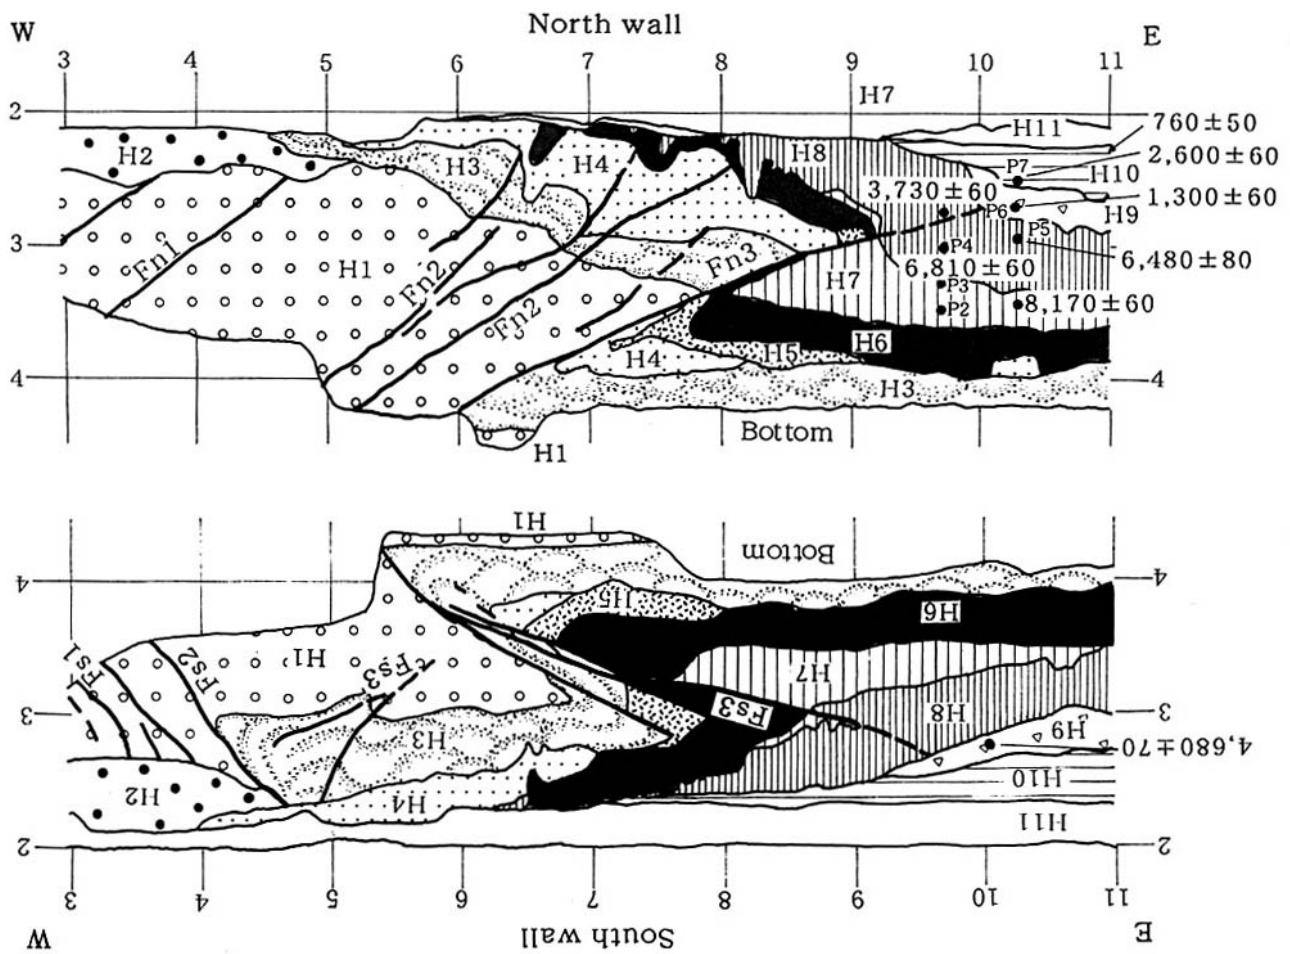 North wall
W
E
3 4 5 6 7 8 9 10 11
H7
2
H11
760±50
H2
H3
H4
H8
P7
2,600±60
H10
3,730±60
1,300±60
P6
H9
3
Fn1
H1
Fn2
Fn3
P4
P5
6,810±60
6,480±80
H7
P3
Fn2
P2
8,170±60
H4
H5
H6
4
H3
4
Bottom
H1
H1
Bottom
4
4
H5
H6
Fs1
Fs2
H1
Fs3
H7
3
Fs3
H8
3
H3
H9
4,680±70
H2
H4
H10
H11
2
2
3 4 5 6 7 8 9 10 11
W
South wall
E